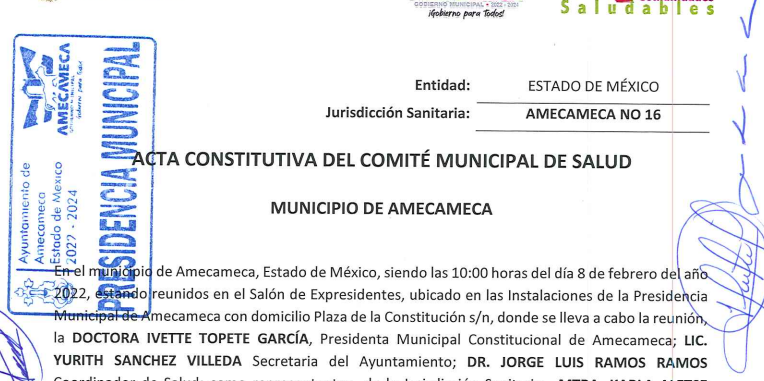 GOBIERNO MUNICIPAL • 2022 - 2024
¡Gobierno para Todos!
Saludables
Entidad: ESTADO DE MÉXICO
Jurisdicción Sanitaria: AMECAMECA NO 16
ACTA CONSTITUTIVA DEL COMITÉ MUNICIPAL DE SALUD
MUNICIPIO DE AMECAMECA
AMECAMECA
Ayuntamiento de
Amecameca
Estado de México
2022 - 2024
PRESIDENCIA MUNICIPAL
En el municipio de Amecameca, Estado de México, siendo las 10:00 horas del día 8 de febrero del año
2022, estando reunidos en el Salón de Expresidentes, ubicado en las Instalaciones de la Presidencia
Municipal de Amecameca con domicilio Plaza de la Constitución s/n, donde se lleva a cabo la reunión,
la DOCTORA IVETTE TOPETE GARCÍA, Presidenta Municipal Constitucional de Amecameca; LIC.
YURITH SANCHEZ VILLEDA Secretaria del Ayuntamiento; DR. JORGE LUIS RAMOS RAMOS